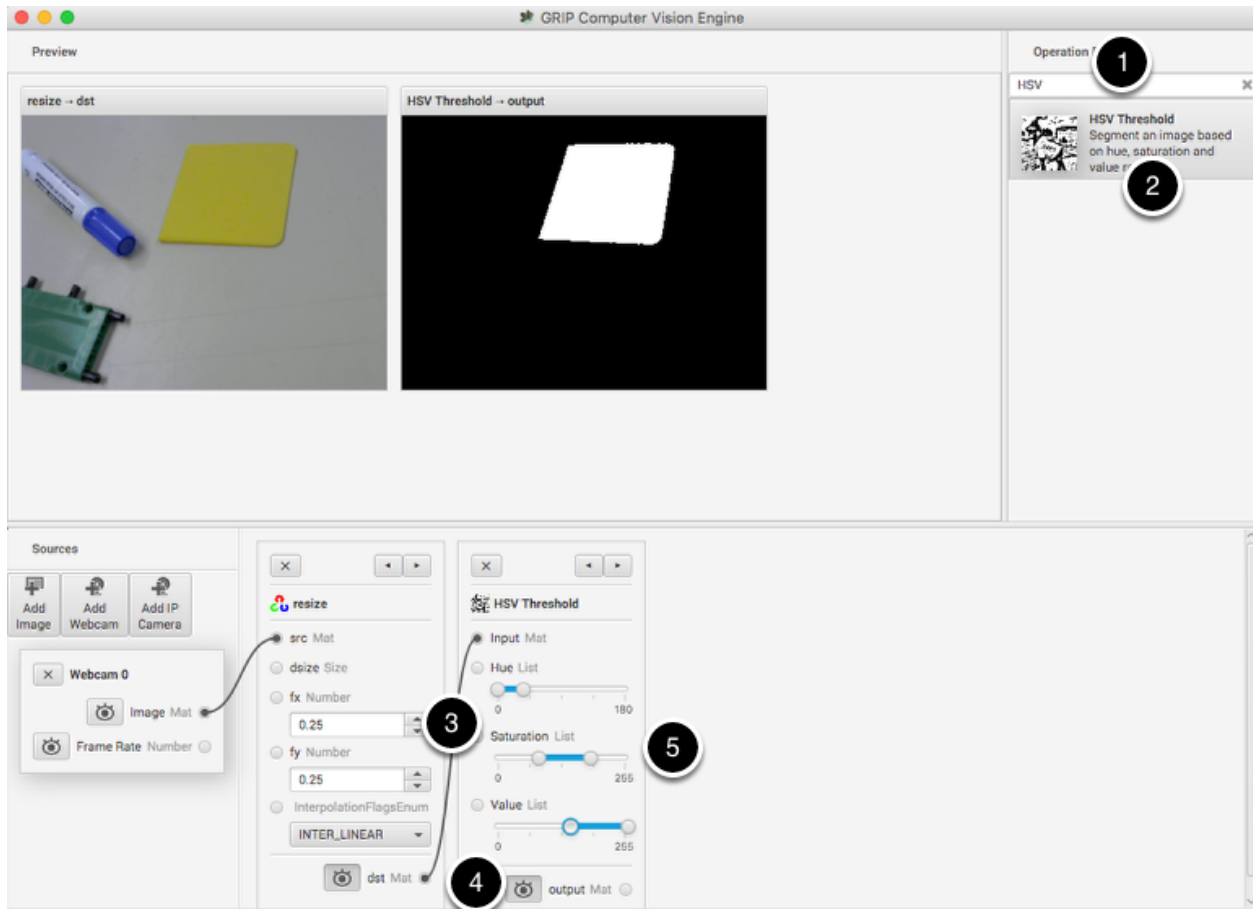 GRIP Computer Vision Engine
Preview
Operation
1
HSV
resize → dst
HSV Threshold → output
HSV Threshold
Segment an image based
on hue, saturation and
value
2
Sources
Add
Image
Add
Webcam
Add IP
Camera
Webcam 0
Image Mat
Frame Rate Number
resize
src Mat
dsize Size
fx Number
0.25
fy Number
0.25
InterpolationFlagsEnum
INTER_LINEAR
dst Mat
3
HSV Threshold
Input Mat
Hue List
0 180
Saturation List
0 255
Value List
0 255
output Mat
4
5